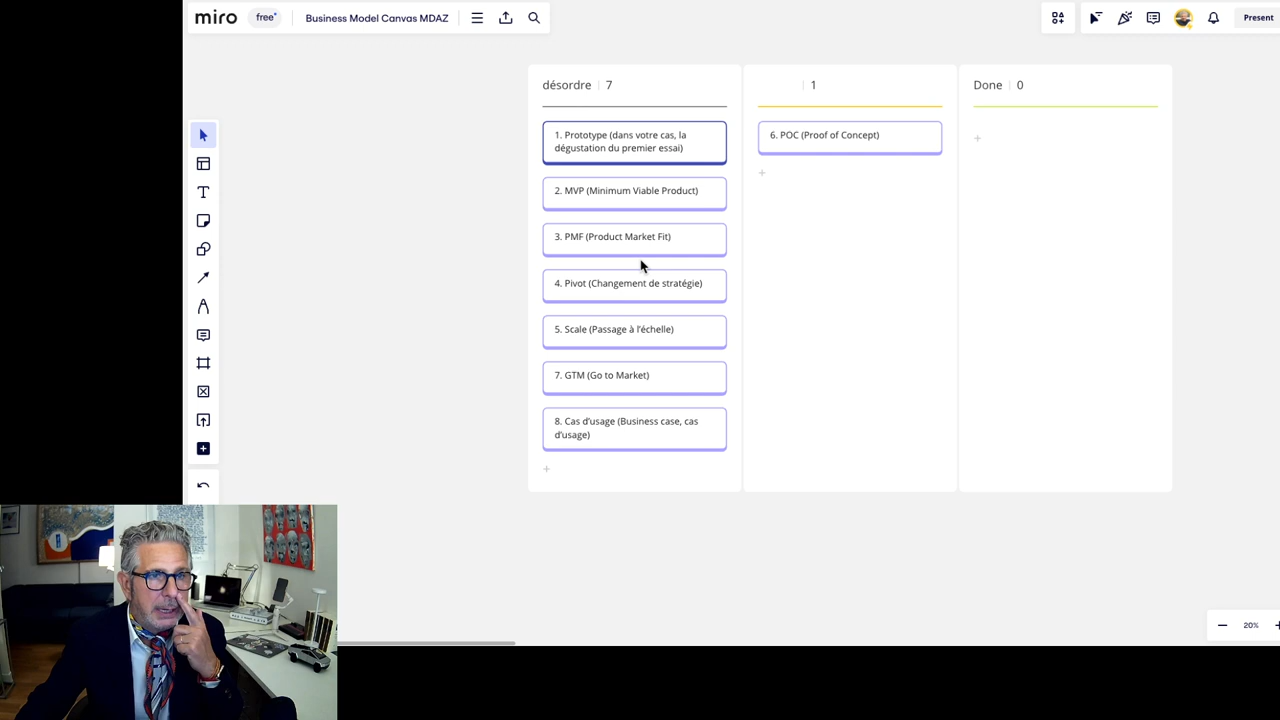 miro free Business Model Canvas MDAZ Present
désordre 7
1
Done 0
1. Prototype (dans votre cas, la
dégustation du premier essai)
2. MVP (Minimum Viable Product)
3. PMF (Product Market Fit)
4. Pivot (Changement de stratégie)
5. Scale (Passage à l'échelle)
7. GTM (Go to Market)
8. Cas d'usage (Business case, cas
d'usage)
6. POC (Proof of Concept)
20%